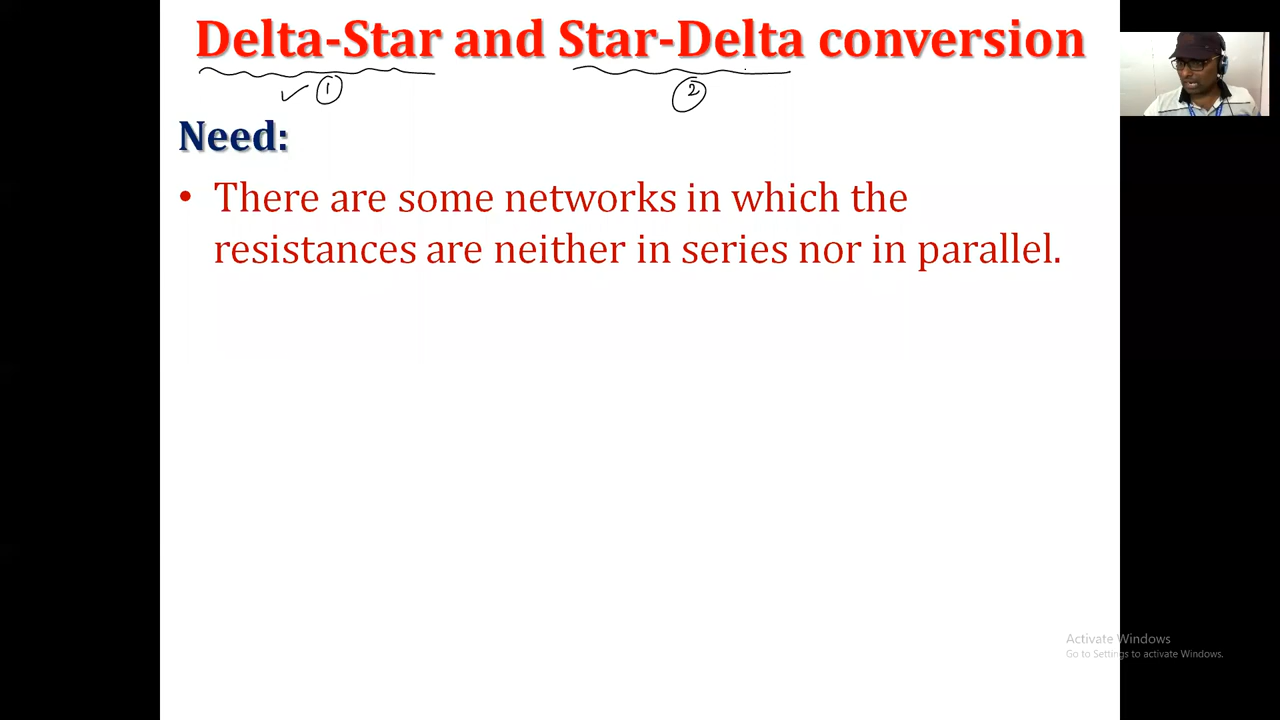 Delta-Star and Star-Delta conversion
1 2
Need:
• There are some networks in which the
resistances are neither in series nor in parallel.
Activate Windows
Go to Settings to activate Windows.